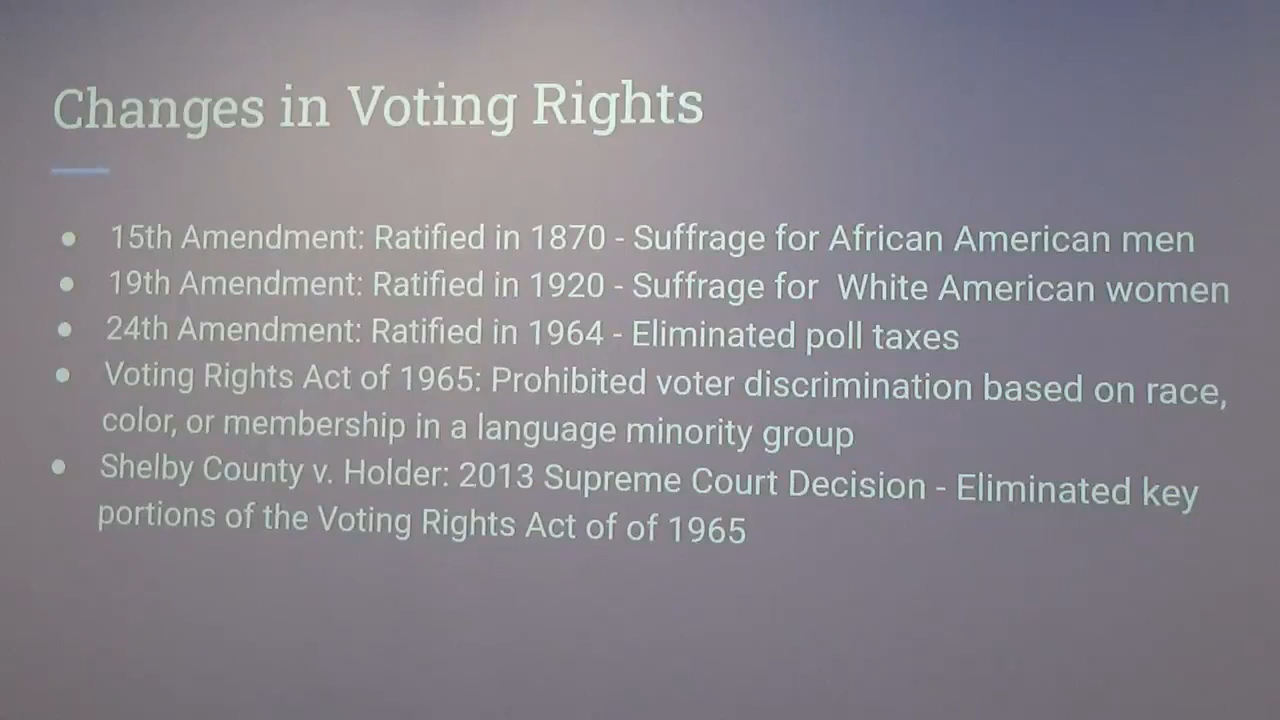 Changes in Voting Rights
● 15th Amendment: Ratified in 1870 - Suffrage for African American men
● 19th Amendment: Ratified in 1920 - Suffrage for White American women
● 24th Amendment: Ratified in 1964 - Eliminated poll taxes
● Voting Rights Act of 1965: Prohibited voter discrimination based on race,
color, or membership in a language minority group
● Shelby County v. Holder: 2013 Supreme Court Decision - Eliminated key
portions of the Voting Rights Act of of 1965